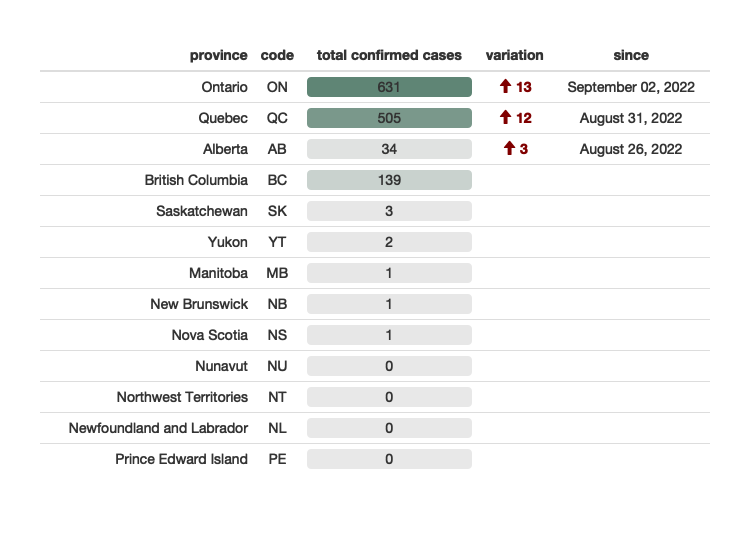 province code total confirmed cases variation since
Ontario ON 631 13 September 02, 2022
Quebec QC 505 12 August 31, 2022
Alberta AB 34 3 August 26, 2022
British Columbia BC 139
Saskatchewan SK 3
Yukon YT 2
Manitoba MB 1
New Brunswick NB 1
Nova Scotia NS 1
Nunavut NU 0
Northwest Territories NT 0
Newfoundland and Labrador NL 0
Prince Edward Island PE 0